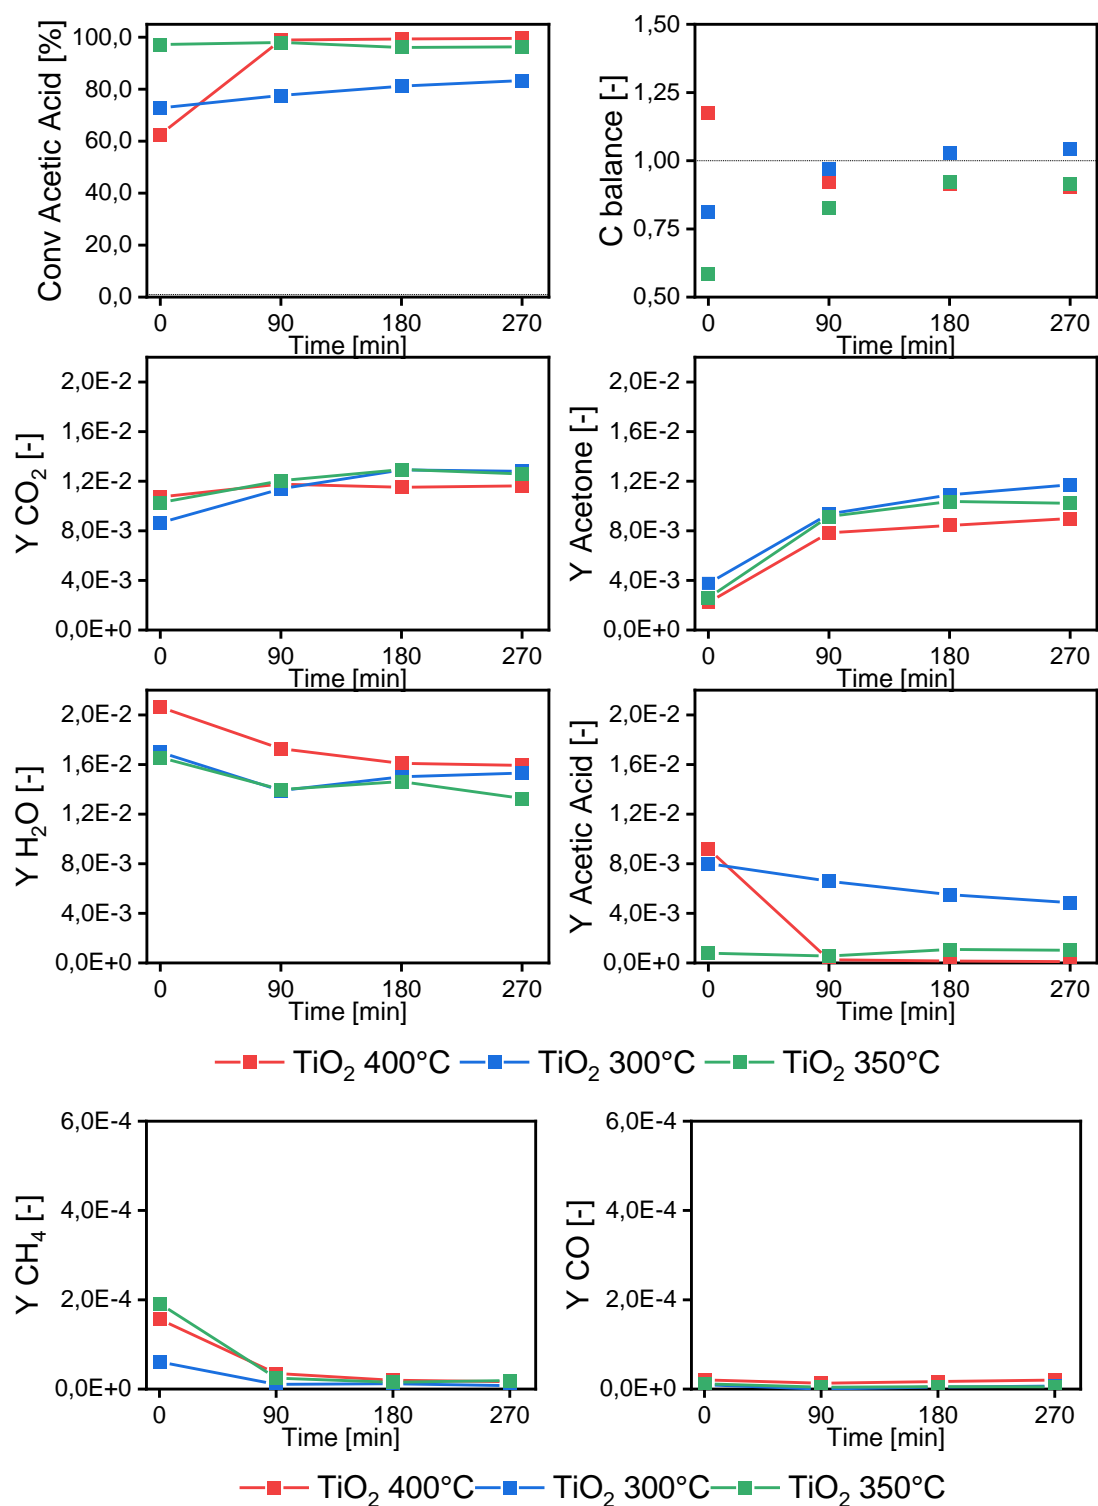 Conv Acetic Acid [%]
100,0
80,0
60,0
40,0
20,0
0,0
0 90 180 270
Time [min]
C balance [-]
1,50
1,25
1,00
0,75
0,50
0 90 180 270
Time [min]
Y CO₂ [-]
2,0E-2
1,6E-2
1,2E-2
8,0E-3
4,0E-3
0,0E+0
0 90 180 270
Time [min]
Y Acetone [-]
2,0E-2
1,6E-2
1,2E-2
8,0E-3
4,0E-3
0,0E+0
0 90 180 270
Time [min]
Y H₂O [-]
2,0E-2
1,6E-2
1,2E-2
8,0E-3
4,0E-3
0,0E+0
0 90 180 270
Time [min]
Y Acetic Acid [-]
2,0E-2
1,6E-2
1,2E-2
8,0E-3
4,0E-3
0,0E+0
0 90 180 270
Time [min]
TiO₂ 400°C TiO₂ 300°C TiO₂ 350°C
Y CH₄ [-]
6,0E-4
4,0E-4
2,0E-4
0,0E+0
0 90 180 270
Time [min]
Y CO [-]
6,0E-4
4,0E-4
2,0E-4
0,0E+0
0 90 180 270
Time [min]
TiO₂ 400°C TiO₂ 300°C TiO₂ 350°C